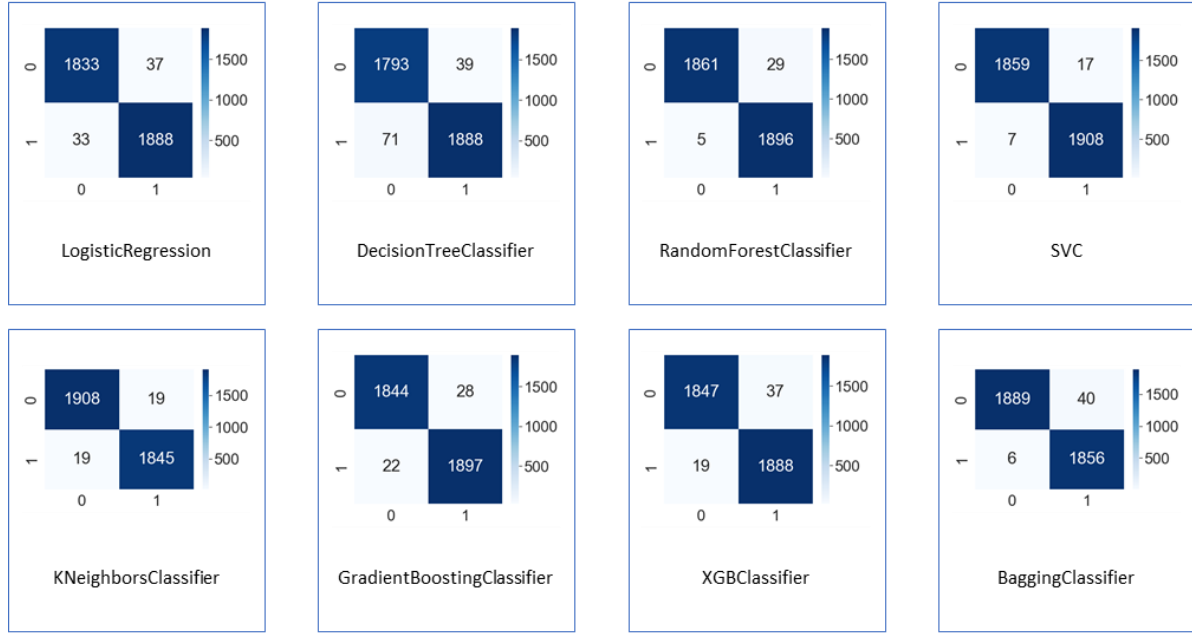 0 1833 37 1500
1000
1 33 1888 500
0 1
LogisticRegression
0 1793 39 1500
1000
1 71 1888 500
0 1
DecisionTreeClassifier
0 1861 29 1500
1000
1 5 1896 500
0 1
RandomForestClassifier
0 1859 17 1500
1000
1 7 1908 500
0 1
SVC
0 1908 19 1500
1000
1 19 1845 500
0 1
KNeighborsClassifier
0 1844 28 1500
1000
1 22 1897 500
0 1
GradientBoostingClassifier
0 1847 37 1500
1000
1 19 1888 500
0 1
XGBClassifier
0 1889 40 1500
1000
1 6 1856 500
0 1
BaggingClassifier